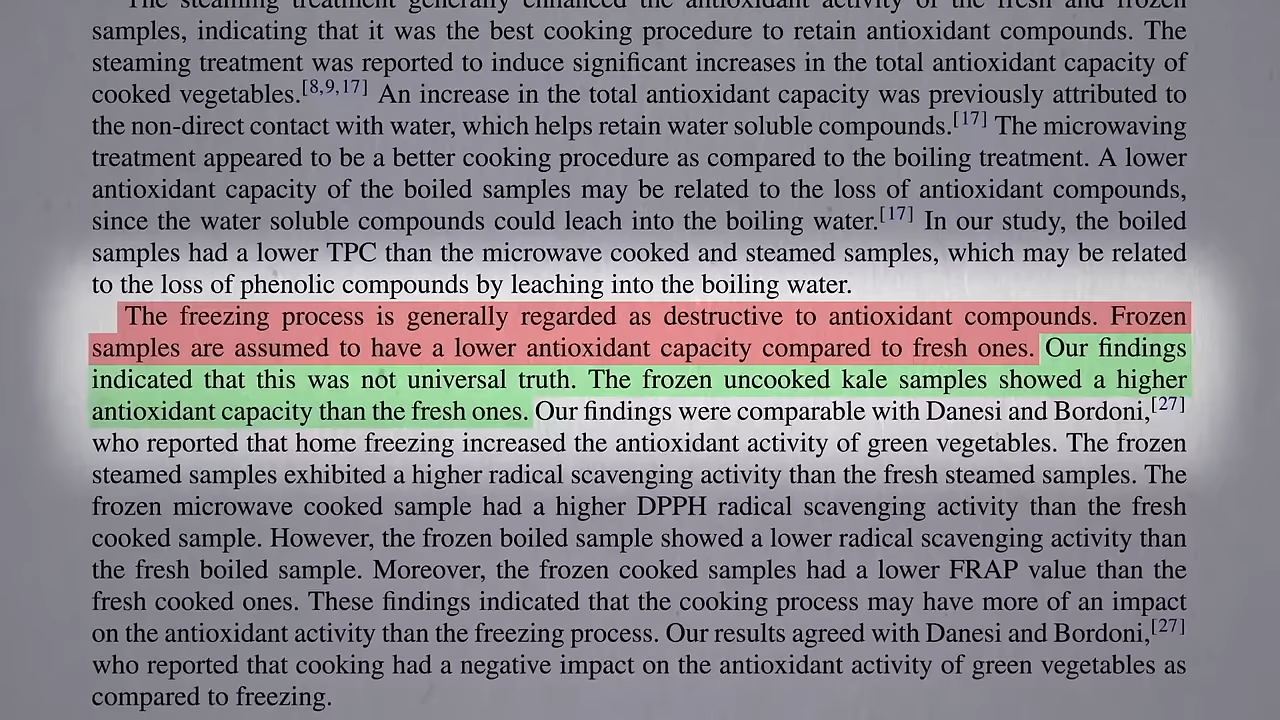 The steaming treatment generally enhanced the antioxidant activity of the fresh and frozen
samples, indicating that it was the best cooking procedure to retain antioxidant compounds. The
steaming treatment was reported to induce significant increases in the total antioxidant capacity of
cooked vegetables.[8,9,17] An increase in the total antioxidant capacity was previously attributed to
the non-direct contact with water, which helps retain water soluble compounds.[17] The microwaving
treatment appeared to be a better cooking procedure as compared to the boiling treatment. A lower
antioxidant capacity of the boiled samples may be related to the loss of antioxidant compounds,
since the water soluble compounds could leach into the boiling water.[17] In our study, the boiled
samples had a lower TPC than the microwave cooked and steamed samples, which may be related
to the loss of phenolic compounds by leaching into the boiling water.
The freezing process is generally regarded as destructive to antioxidant compounds. Frozen
samples are assumed to have a lower antioxidant capacity compared to fresh ones. Our findings
indicated that this was not universal truth. The frozen uncooked kale samples showed a higher
antioxidant capacity than the fresh ones. Our findings were comparable with Danesi and Bordoni,[27]
who reported that home freezing increased the antioxidant activity of green vegetables. The frozen
steamed samples exhibited a higher radical scavenging activity than the fresh steamed samples. The
frozen microwave cooked sample had a higher DPPH radical scavenging activity than the fresh
cooked sample. However, the frozen boiled sample showed a lower radical scavenging activity than
the fresh boiled sample. Moreover, the frozen cooked samples had a lower FRAP value than the
fresh cooked ones. These findings indicated that the cooking process may have more of an impact
on the antioxidant activity than the freezing process. Our results agreed with Danesi and Bordoni,[27]
who reported that cooking had a negative impact on the antioxidant activity of green vegetables as
compared to freezing.